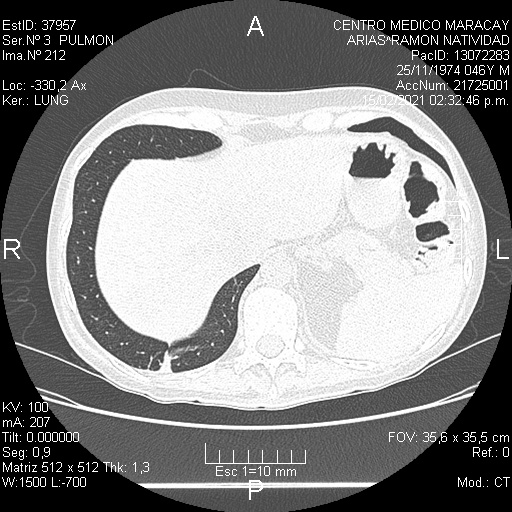 EstID: 37957
Ser.Nº 3 PULMON
Ima.Nº 212
Loc: -330,2 Ax
Ker.: LUNG
A
CENTRO MEDICO MARACAY
ARIAS^RAMON NATIVIDAD
PacID: 13072283
25/11/1974 046Y M
AccNum: 21725001
15/02/2021 02:32:46 p.m.
R
L
KV: 100
mA: 207
Tilt: 0.000000
Seg: 0,9
Matriz 512 x 512 Thk: 1,3
W:1500 L:-700
Esc 1=10 mm
P
FOV: 35,6 x 35,5 cm
Ref.: 0
Mod.: CT